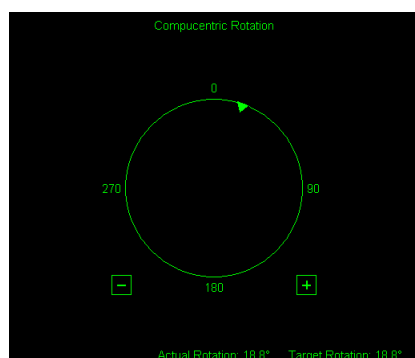 Compucentric Rotation
0
270
90
180
− +
Actual Rotation: 18.8° Target Rotation: 18.8°